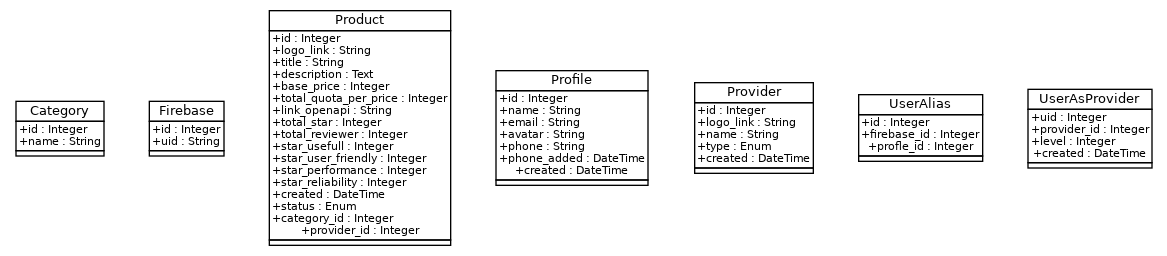 Category
+id : Integer
+name : String
Firebase
+id : Integer
+uid : String
Product
+id : Integer
+logo_link : String
+title : String
+description : Text
+base_price : Integer
+total_quota_per_price : Integer
+link_openapi : String
+total_star : Integer
+total_reviewer : Integer
+star_usefull : Integer
+star_user_friendly : Integer
+star_performance : Integer
+star_reliability : Integer
+created : DateTime
+status : Enum
+category_id : Integer
+provider_id : Integer
Profile
+id : Integer
+name : String
+email : String
+avatar : String
+phone : String
+phone_added : DateTime
+created : DateTime
Provider
+id : Integer
+logo_link : String
+name : String
+type : Enum
+created : DateTime
UserAlias
+id : Integer
+firebase_id : Integer
+profle_id : Integer
UserAsProvider
+uid : Integer
+provider_id : Integer
+level : Integer
+created : DateTime